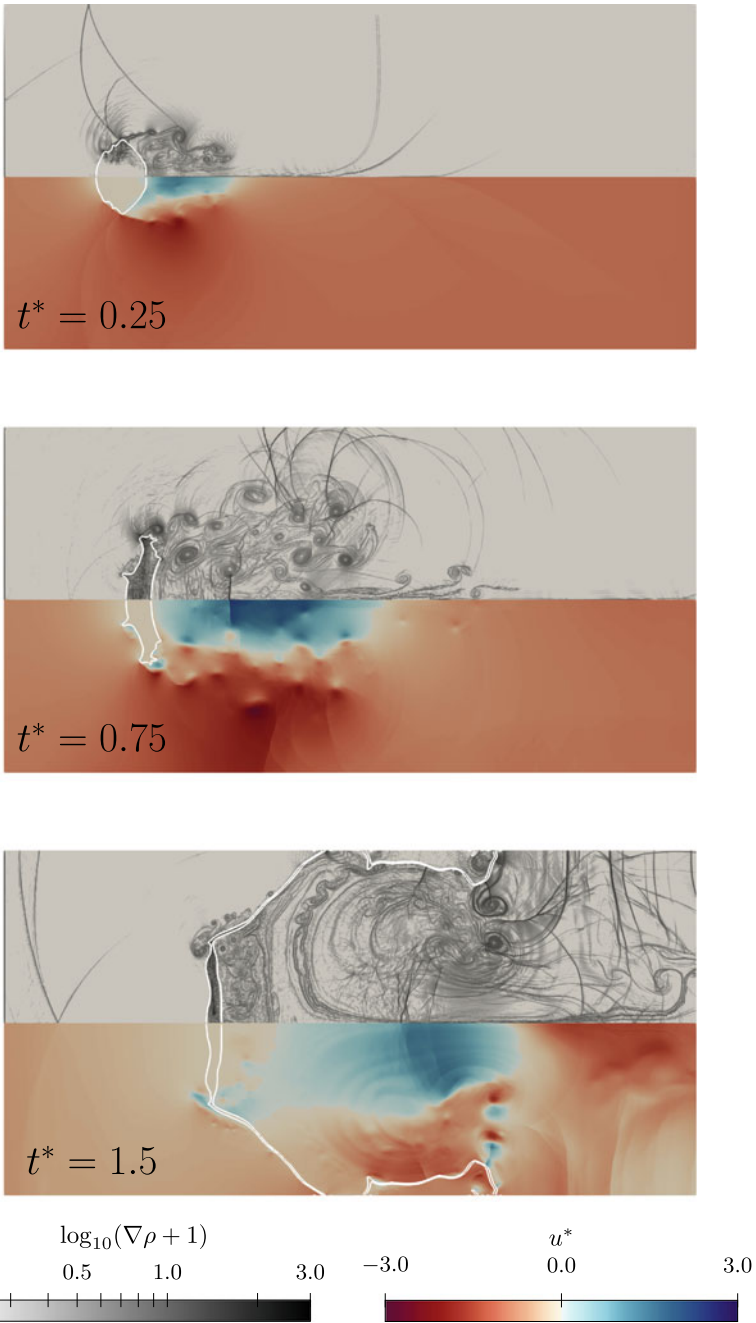 t* = 0.25
t* = 0.75
t* = 1.5
log₁₀(∇ρ + 1)
0.5 1.0 3.0
u*
−3.0 0.0 3.0